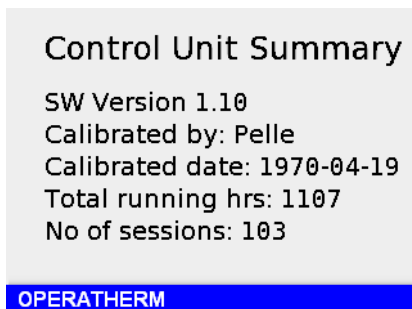 Control Unit Summary
SW Version 1.10
Calibrated by: Pelle
Calibrated date: 1970-04-19
Total running hrs: 1107
No of sessions: 103
OPERATHERM